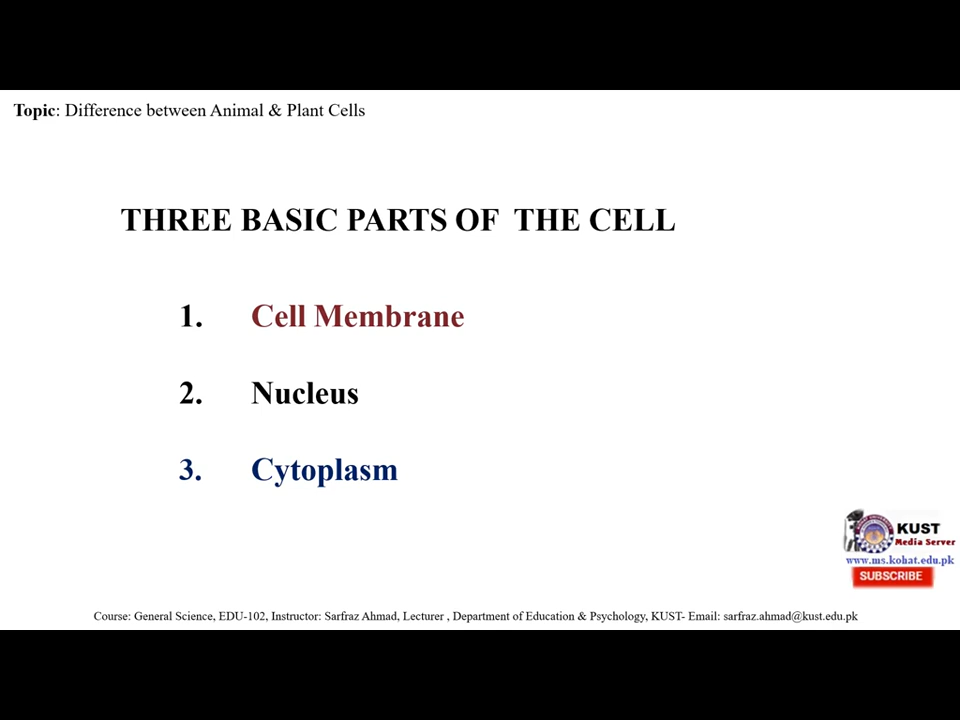 Topic: Difference between Animal & Plant Cells
THREE BASIC PARTS OF THE CELL
1. Cell Membrane
2. Nucleus
3. Cytoplasm
KUST
Media Server
www.ms.kohat.edu.pk
SUBSCRIBE
Course: General Science, EDU-102, Instructor: Sarfraz Ahmad, Lecturer , Department of Education & Psychology, KUST- Email: sarfraz.ahmad@kust.edu.pk